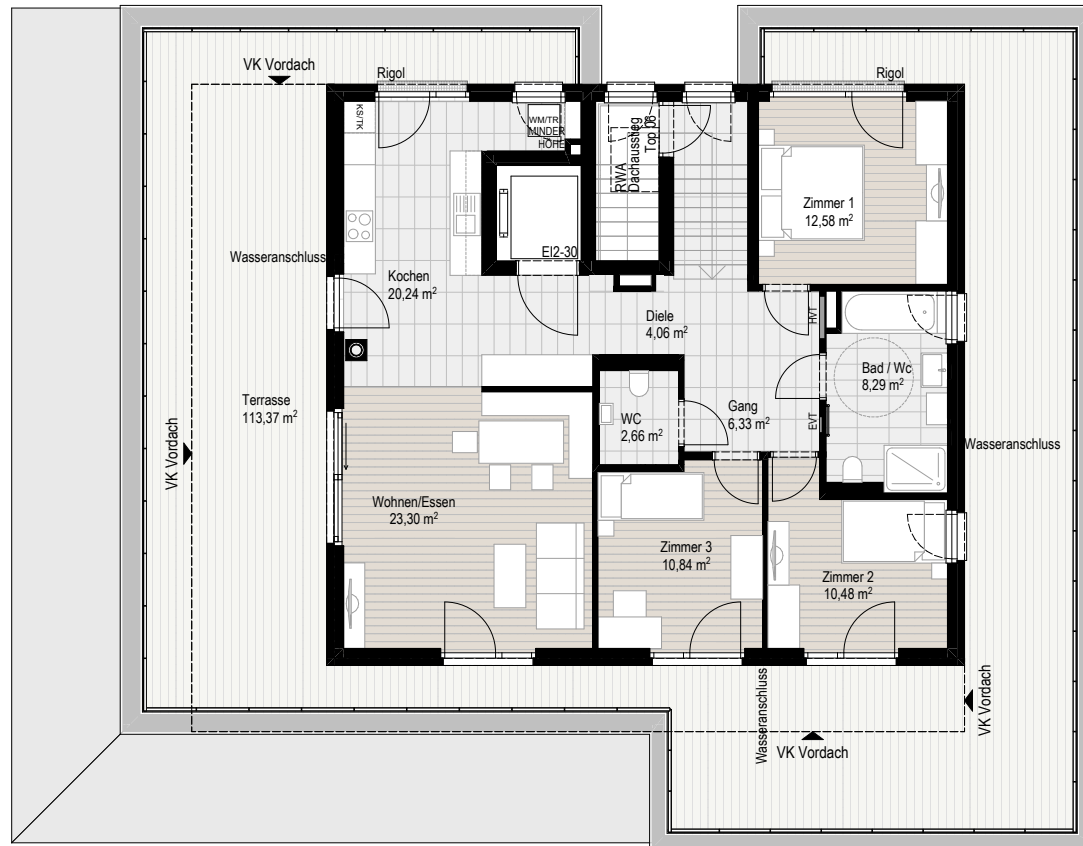 VK Vordach
Rigol
Rigol
KS/TK
WM/TR
MINDER
HÖHE
RWA
Dachausstieg
Top 06
Zimmer 1
12,58 m²
EI2-30
Wasseranschluss
Kochen
20,24 m²
Diele
4,06 m²
HVT
Bad / Wc
8,29 m²
Terrasse
113,37 m²
VK Vordach
WC
2,66 m²
Gang
6,33 m²
EVT
Wasseranschluss
Wohnen/Essen
23,30 m²
Zimmer 3
10,84 m²
Zimmer 2
10,48 m²
Wasseranschluss
VK Vordach
VK Vordach